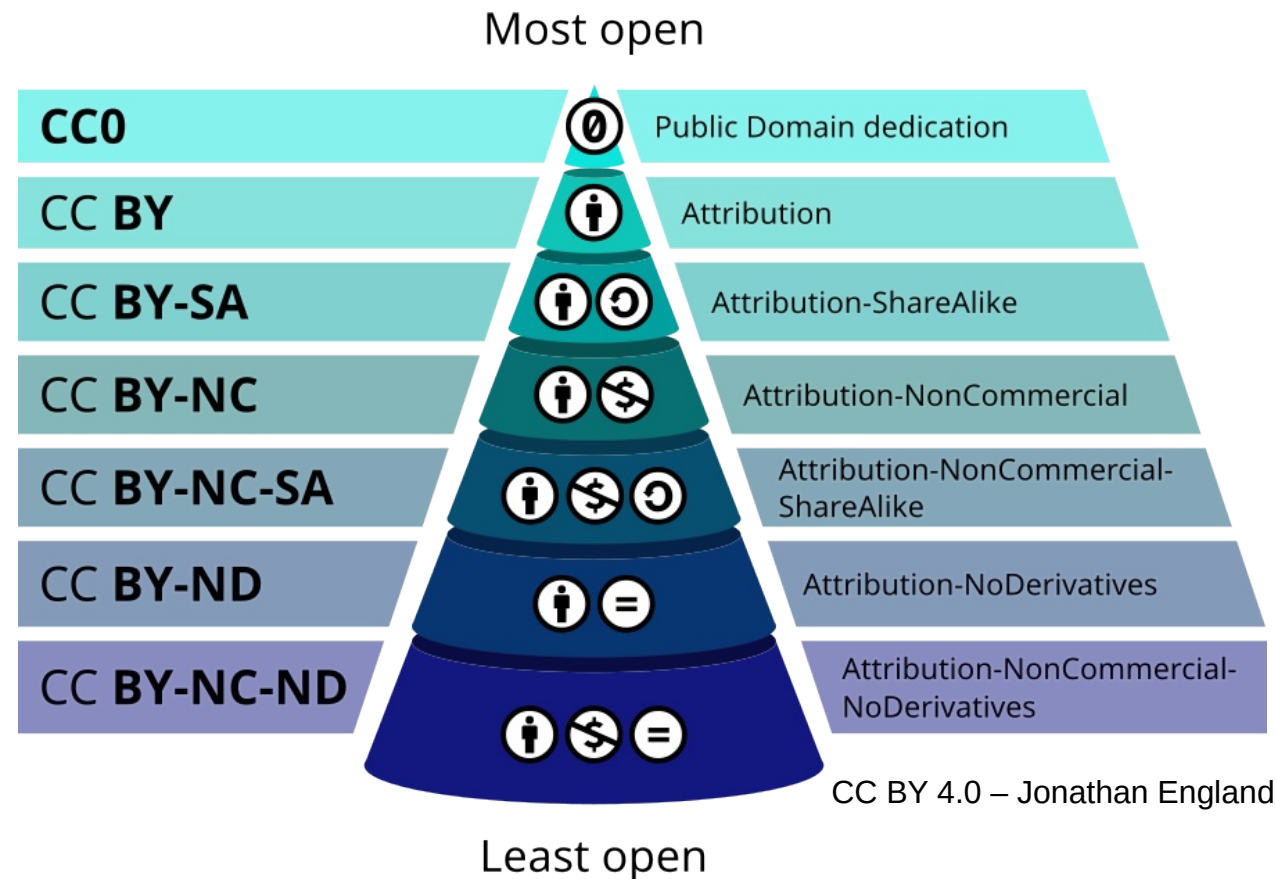 Most open
CC0
Public Domain dedication
CC BY
Attribution
CC BY-SA
Attribution-ShareAlike
CC BY-NC
Attribution-NonCommercial
CC BY-NC-SA
Attribution-NonCommercial-
ShareAlike
CC BY-ND
Attribution-NoDerivatives
CC BY-NC-ND
Attribution-NonCommercial-
NoDerivatives
CC BY 4.0 – Jonathan England
Least open